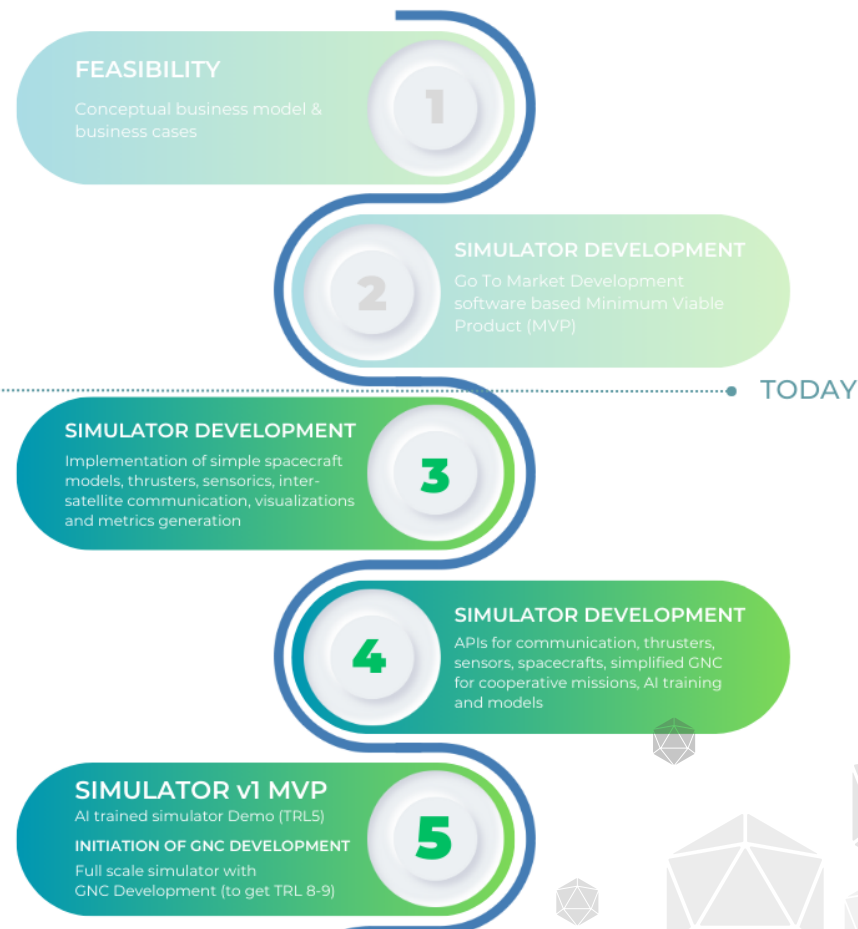 FEASIBILITY
Conceptual business model &
business cases
1
SIMULATOR DEVELOPMENT
Go To Market Development
software based Minimum Viable
Product (MVP)
2
TODAY
SIMULATOR DEVELOPMENT
Implementation of simple spacecraft
models, thrusters, sensorics, inter-
satellite communication, visualizations
and metrics generation
3
SIMULATOR DEVELOPMENT
APIs for communication, thrusters,
sensors, spacecrafts, simplified GNC
for cooperative missions, AI training
and models
4
SIMULATOR v1 MVP
AI trained simulator Demo (TRL5)
INITIATION OF GNC DEVELOPMENT
Full scale simulator with
GNC Development (to get TRL 8-9)
5